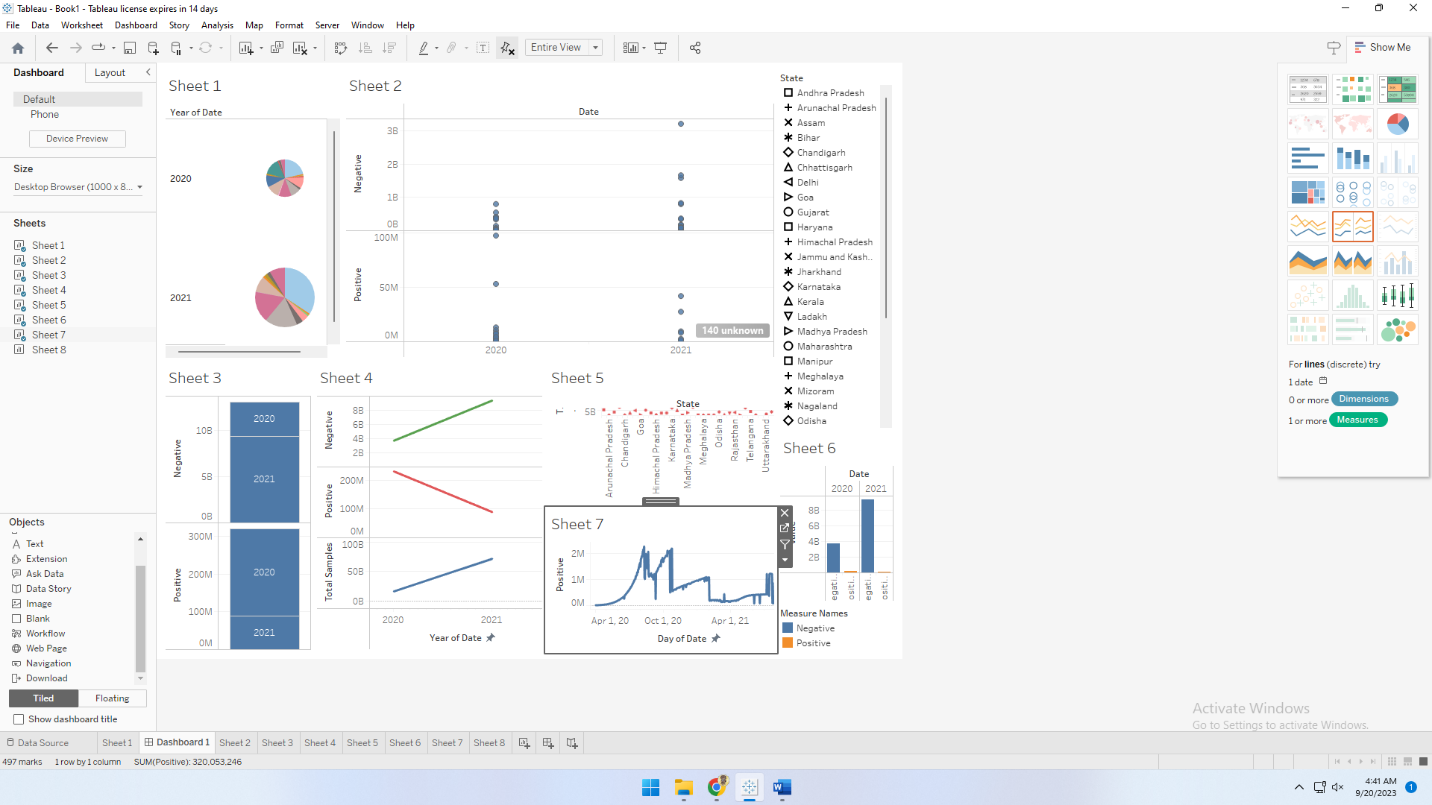 Tableau - Book1 - Tableau license expires in 14 days
File Data Worksheet Dashboard Story Analysis Map Format Server Window Help
Entire View
Show Me
Dashboard Layout
Default
Phone
Device Preview
Size
Desktop Browser (1000 x 8...
Sheets
Sheet 1
Sheet 2
Sheet 3
Sheet 4
Sheet 5
Sheet 6
Sheet 7
Sheet 8
Objects
Text
Extension
Ask Data
Data Story
Image
Blank
Workflow
Web Page
Navigation
Download
Tiled Floating
Show dashboard title
Sheet 1
Year of Date
2020
2021
Sheet 2
Date
Negative
3B
2B
1B
0B
Positive
100M
50M
0M
140 unknown
2020 2021
State
Andhra Pradesh
Arunachal Pradesh
Assam
Bihar
Chandigarh
Chhattisgarh
Delhi
Goa
Gujarat
Haryana
Himachal Pradesh
Jammu and Kash..
Jharkhand
Karnataka
Kerala
Ladakh
Madhya Pradesh
Maharashtra
Manipur
Meghalaya
Mizoram
Nagaland
Odisha
Sheet 3
Negative
10B
5B
0B
2020
2021
Positive
300M
200M
100M
0M
2020
2021
Sheet 4
Negative
8B
6B
4B
2B
Positive
200M
100M
0M
Total Samples
100B
50B
0B
2020 2021
Year of Date
Sheet 5
State
T.
5B
Arunachal Pradesh
Chandigarh
Goa
Himachal Pradesh
Karnataka
Madhya Pradesh
Meghalaya
Odisha
Rajasthan
Telangana
Uttarakhand
Sheet 7
Positive
2M
1M
0M
Apr 1, 20 Oct 1, 20 Apr 1, 21
Day of Date
Sheet 6
Date
2020 2021
8B
6B
4B
2B
egati..
ositi..
egati..
ositi..
Measure Names
Negative
Positive
For lines (discrete) try
1 date
0 or more Dimensions
1 or more Measures
Activate Windows
Go to Settings to activate Windows.
Data Source Sheet 1 Dashboard 1 Sheet 2 Sheet 3 Sheet 4 Sheet 5 Sheet 6 Sheet 7 Sheet 8
497 marks 1 row by 1 column SUM(Positive): 320,053,246
4:41 AM
9/20/2023
1